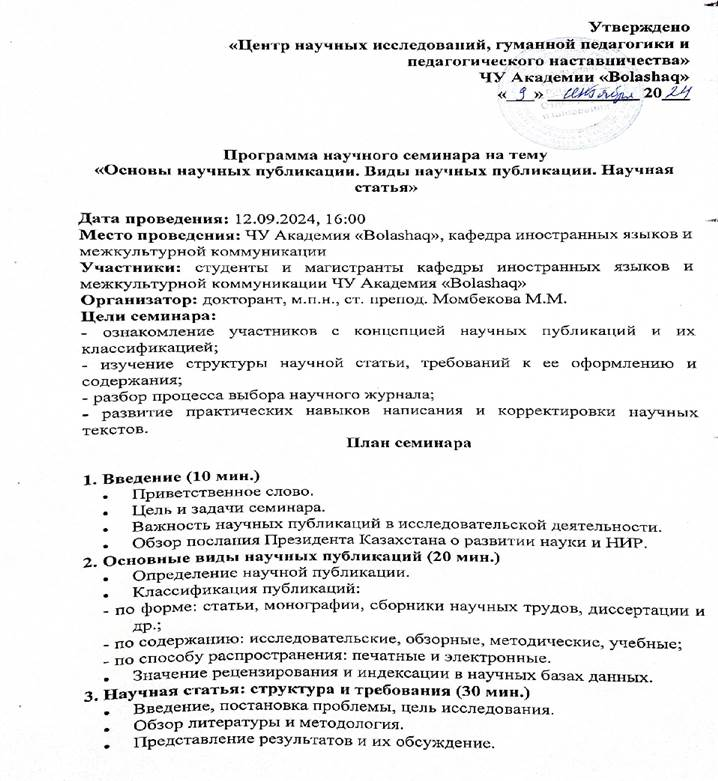 Утверждено
«Центр научных исследований, гуманной педагогики и
педагогического наставничества»
ЧУ Академии «Bolashaq»
« 9 » сентября 20 24
Программа научного семинара на тему
«Основы научных публикации. Виды научных публикации. Научная
статья»
Дата проведения: 12.09.2024, 16:00
Место проведения: ЧУ Академия «Bolashaq», кафедра иностранных языков и
межкультурной коммуникации
Участники: студенты и магистранты кафедры иностранных языков и
межкультурной коммуникации ЧУ Академия «Bolashaq»
Организатор: докторант, м.п.н., ст. препод. Момбекова М.М.
Цели семинара:
- ознакомление участников с концепцией научных публикаций и их
классификацией;
- изучение структуры научной статьи, требований к ее оформлению и
содержания;
- разбор процесса выбора научного журнала;
- развитие практических навыков написания и корректировки научных
текстов.
План семинара
1. Введение (10 мин.)
• Приветственное слово.
• Цель и задачи семинара.
• Важность научных публикаций в исследовательской деятельности.
• Обзор послания Президента Казахстана о развитии науки и НИР.
2. Основные виды научных публикаций (20 мин.)
• Определение научной публикации.
• Классификация публикаций:
- по форме: статьи, монографии, сборники научных трудов, диссертации и
др.;
- по содержанию: исследовательские, обзорные, методические, учебные;
- по способу распространения: печатные и электронные.
• Значение рецензирования и индексации в научных базах данных.
3. Научная статья: структура и требования (30 мин.)
• Введение, постановка проблемы, цель исследования.
• Обзор литературы и методология.
• Представление результатов и их обсуждение.